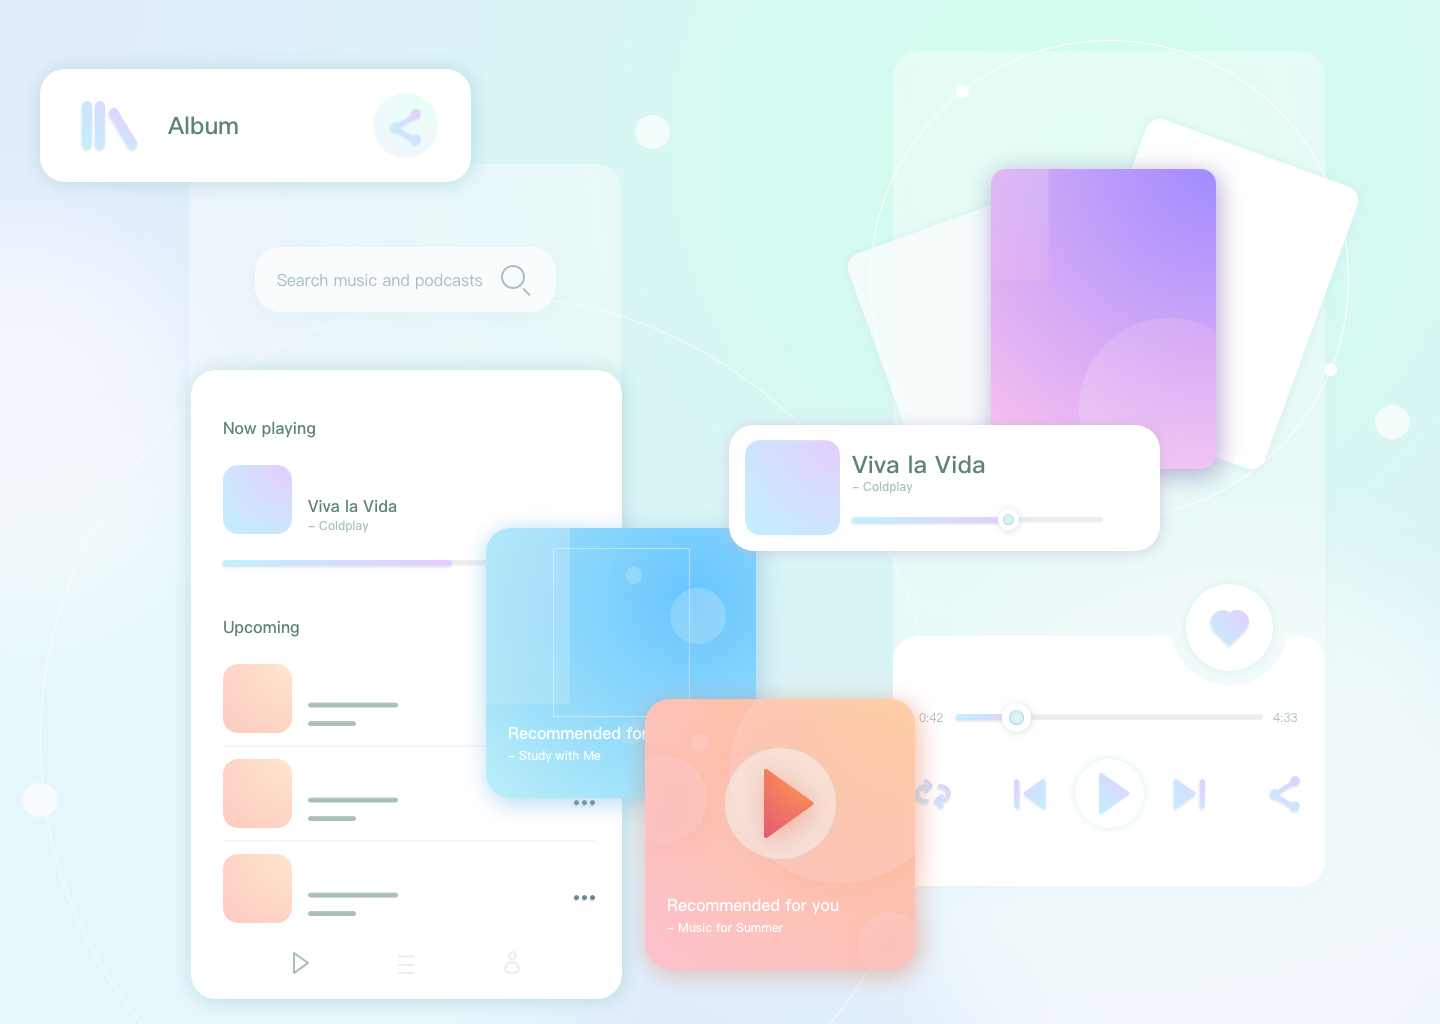 Album
Search music and podcasts
Now playing
Viva la Vida
– Coldplay
Upcoming
Recommended for
– Study with Me
Viva la Vida
– Coldplay
0:42
4:33
Recommended for you
– Music for Summer